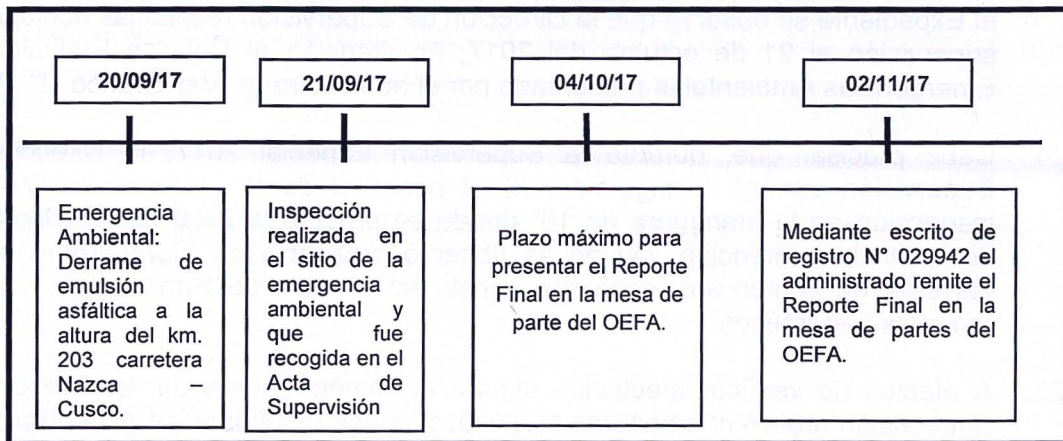 20/09/17
21/09/17
04/10/17
02/11/17
Emergencia
Ambiental:
Derrame de
emulsión
asfáltica a la
altura del km.
203 carretera
Nazca –
Cusco.
Inspección
realizada en
el sitio de la
emergencia
ambiental y
que fue
recogida en el
Acta de
Supervisión
Plazo máximo para
presentar el Reporte
Final en la mesa de
parte del OEFA.
Mediante escrito de
registro N° 029942 el
administrado remite el
Reporte Final en la
mesa de partes del
OEFA.